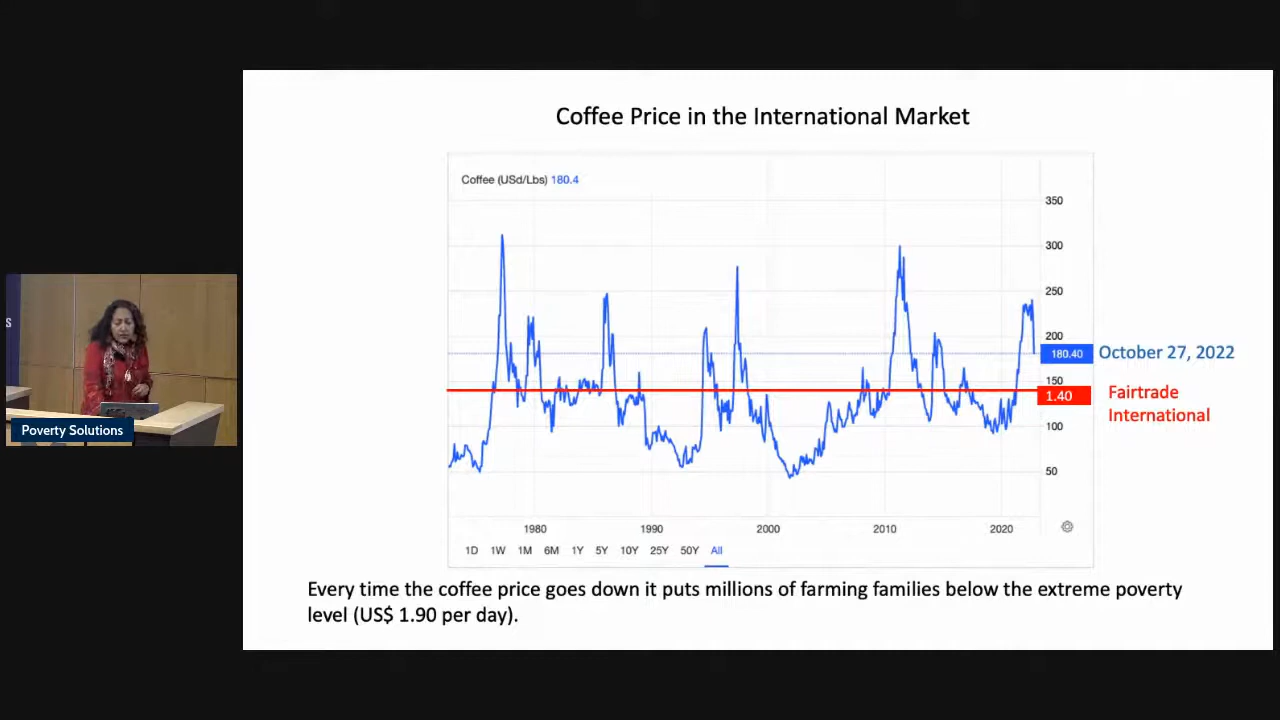 Coffee Price in the International Market
Coffee (USd/Lbs) 180.4
350
300
250
200
180.40 October 27, 2022
150
1.40 Fairtrade
International
100
50
1980 1990 2000 2010 2020
1D 1W 1M 6M 1Y 5Y 10Y 25Y 50Y All
Every time the coffee price goes down it puts millions of farming families below the extreme poverty
level (US$ 1.90 per day).
S
Poverty Solutions